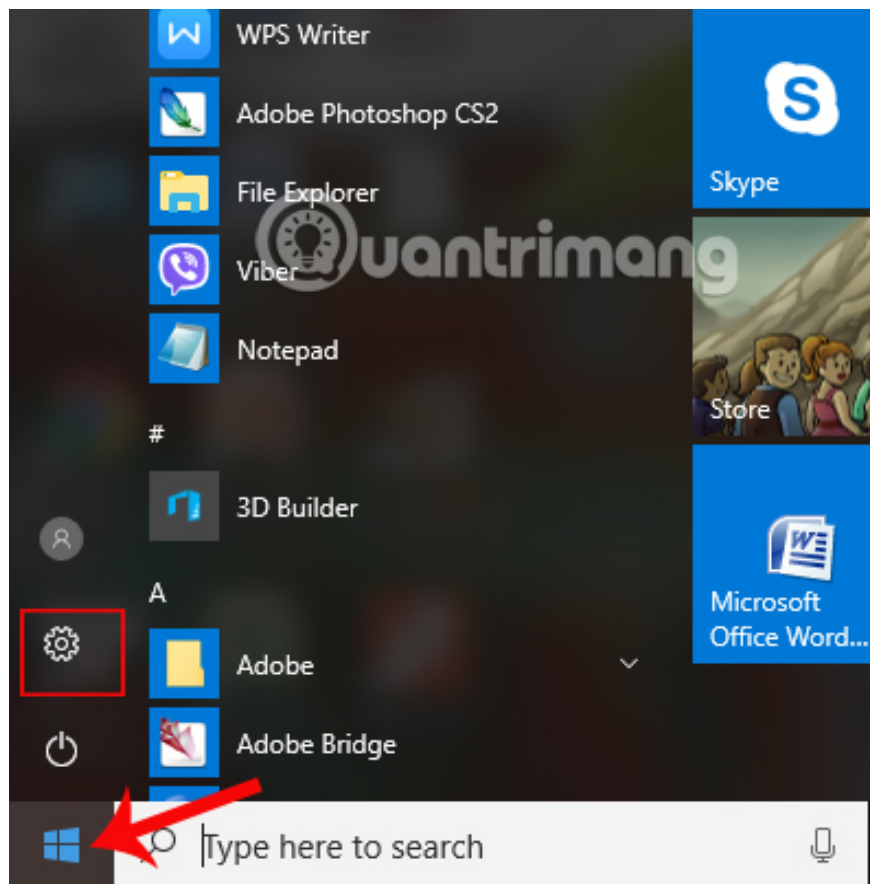 WPS Writer
Adobe Photoshop CS2
File Explorer
Viber
Notepad
#
3D Builder
A
Adobe
Adobe Bridge
Skype
Store
Microsoft
Office Word...
Quantrimang
Type here to search